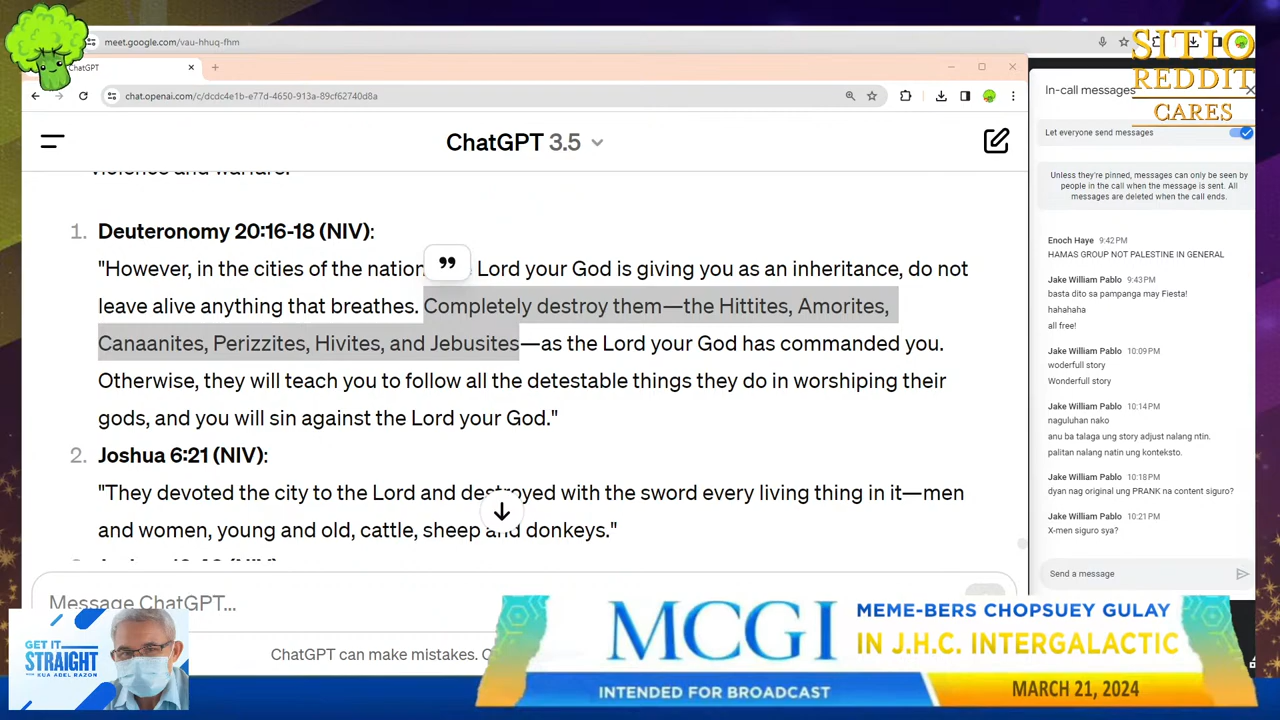 meet.google.com/vau-hhuq-fhm
ChatGPT
chat.openai.com/c/dcdc4e1b-e77d-4650-913a-89cf62740d8a
ChatGPT 3.5
violence and warfare.
1. Deuteronomy 20:16-18 (NIV):
"However, in the cities of the nation Lord your God is giving you as an inheritance, do not
leave alive anything that breathes. Completely destroy them—the Hittites, Amorites,
Canaanites, Perizzites, Hivites, and Jebusites—as the Lord your God has commanded you.
Otherwise, they will teach you to follow all the detestable things they do in worshiping their
gods, and you will sin against the Lord your God."
2. Joshua 6:21 (NIV):
"They devoted the city to the Lord and destroyed with the sword every living thing in it—men
and women, young and old, cattle, sheep and donkeys."
Message ChatGPT...
ChatGPT can make mistakes.
SITIO
REDDIT
CARES
In-call messages
Let everyone send messages
Unless they're pinned, messages can only be seen by
people in the call when the message is sent. All
messages are deleted when the call ends.
Enoch Haye 9:42 PM
HAMAS GROUP NOT PALESTINE IN GENERAL
Jake William Pablo 9:43 PM
basta dito sa pampanga may Fiesta!
hahahaha
all free!
Jake William Pablo 10:09 PM
woderfull story
Wonderfull story
Jake William Pablo 10:14 PM
naguluhan nako
anu ba talaga ung story adjust nalang ntin.
palitan nalang natin ung konteksto.
Jake William Pablo 10:18 PM
dyan nag original ung PRANK na content siguro?
Jake William Pablo 10:21 PM
X-men siguro sya?
Send a message
GET IT
STRAIGHT
WITH KUYA ADEL RAZON
MCGI
MEME-BERS CHOPSUEY GULAY
IN J.H.C. INTERGALACTIC
INTENDED FOR BROADCAST
MARCH 21, 2024